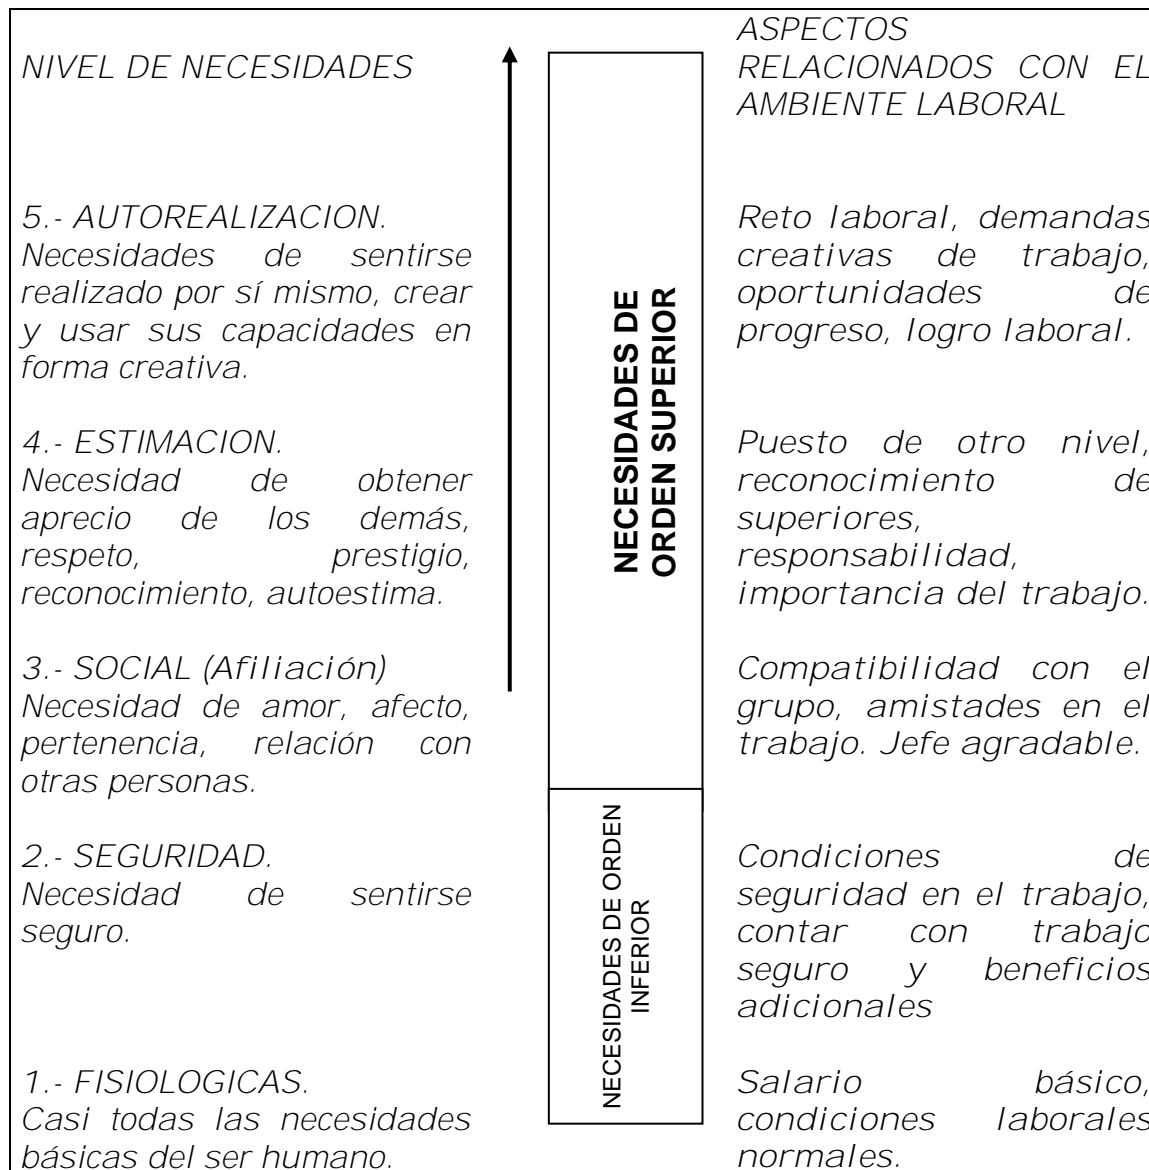 NIVEL DE NECESIDADES
ASPECTOS
RELACIONADOS CON EL
AMBIENTE LABORAL
5.- AUTOREALIZACION.
Necesidades de sentirse
realizado por sí mismo, crear
y usar sus capacidades en
forma creativa.
Reto laboral, demandas
creativas de trabajo,
oportunidades de
progreso, logro laboral.
4.- ESTIMACION.
Necesidad de obtener
aprecio de los demás,
respeto, prestigio,
reconocimiento, autoestima.
Puesto de otro nivel,
reconocimiento de
superiores,
responsabilidad,
importancia del trabajo.
3.- SOCIAL (Afiliación)
Necesidad de amor, afecto,
pertenencia, relación con
otras personas.
Compatibilidad con el
grupo, amistades en el
trabajo. Jefe agradable.
NECESIDADES DE
ORDEN SUPERIOR
2.- SEGURIDAD.
Necesidad de sentirse
seguro.
Condiciones de
seguridad en el trabajo,
contar con trabajo
seguro y beneficios
adicionales
1.- FISIOLOGICAS.
Casi todas las necesidades
básicas del ser humano.
Salario básico,
condiciones laborales
normales.
NECESIDADES DE ORDEN
INFERIOR